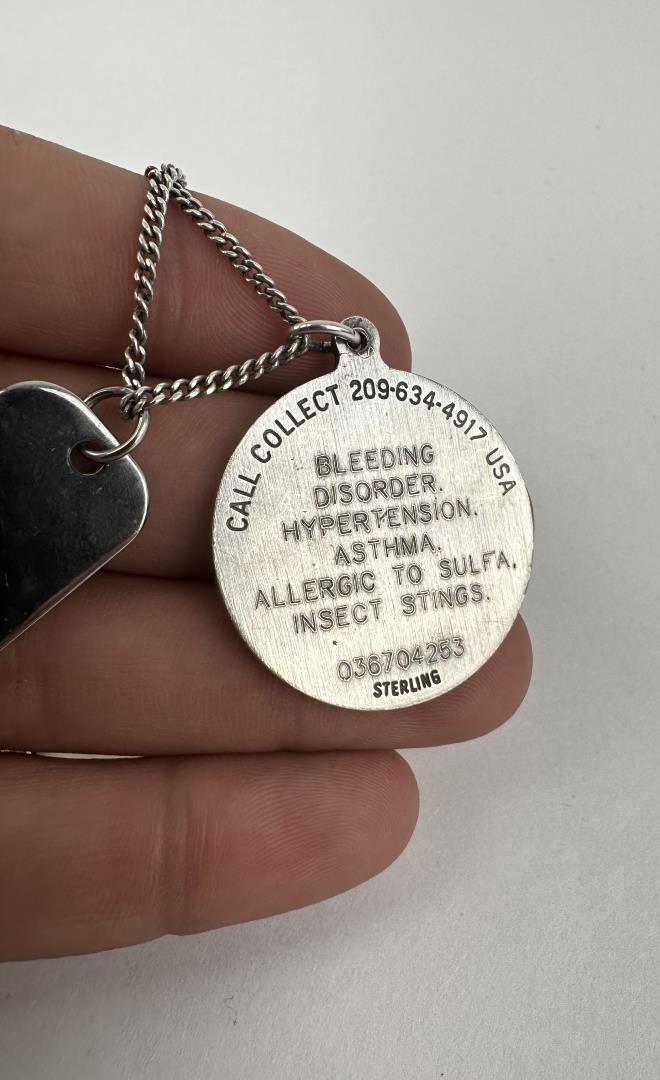 CALL COLLECT 209-634-4917 USA
BLEEDING
DISORDER.
HYPERTENSION.
ASTHMA.
ALLERGIC TO SULFA,
INSECT STINGS.
036704253
STERLING